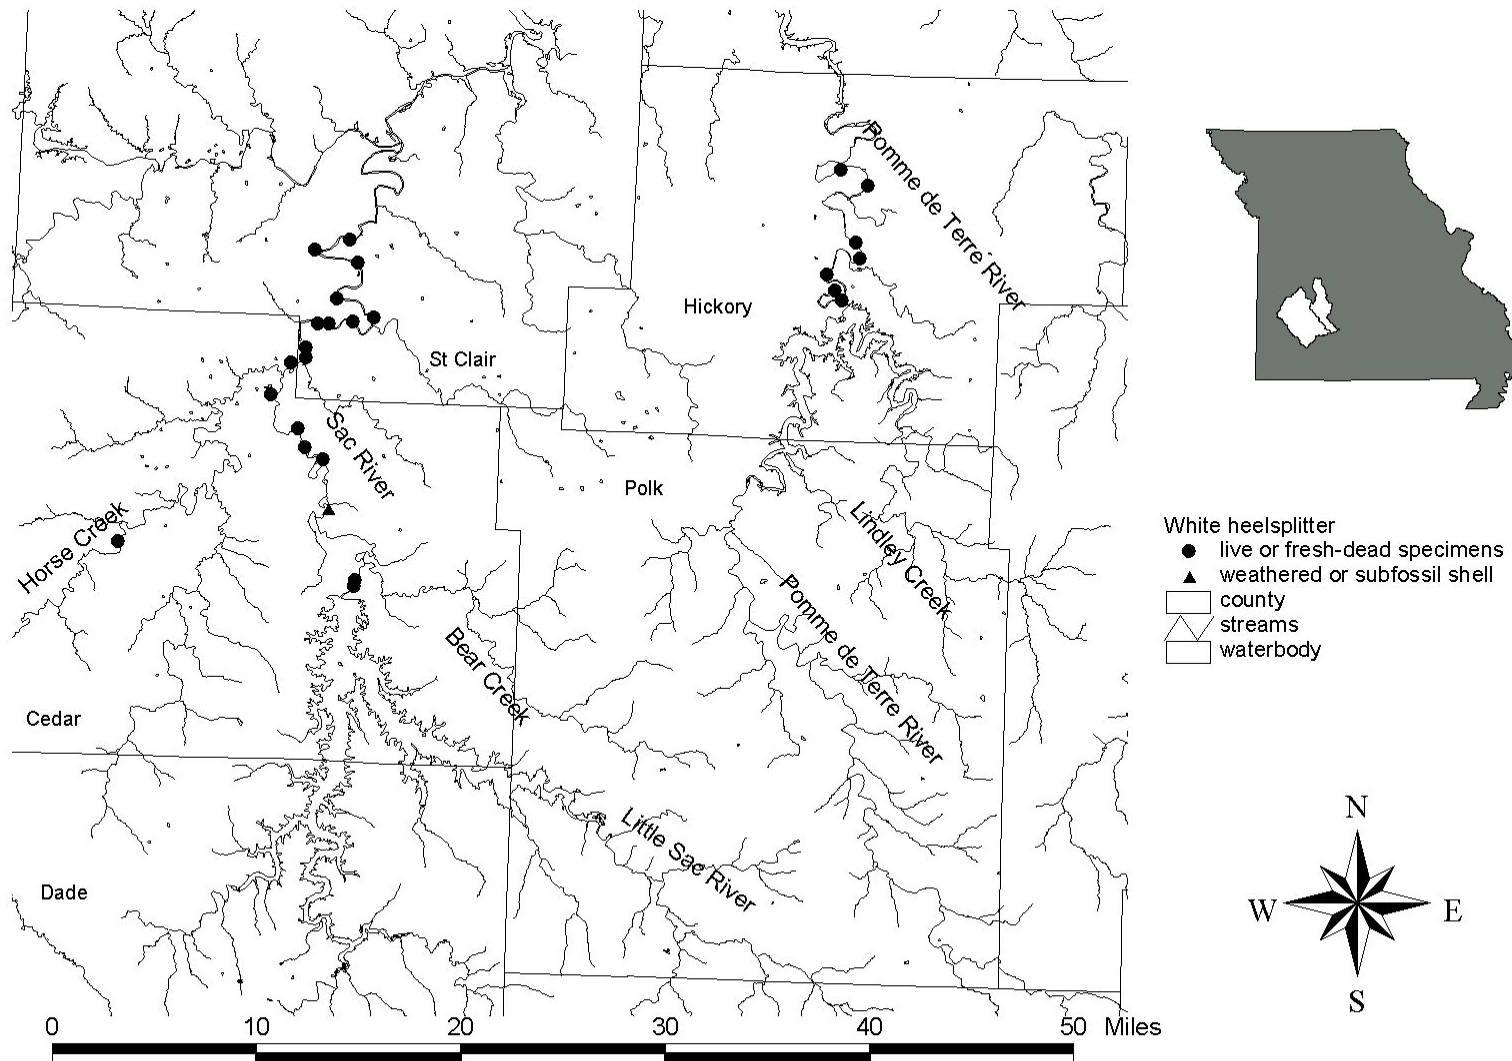 Pomme de Terre River
Hickory
St Clair
Sac River
Polk
Horse Creek
Lindley Creek
Pomme de Terre River
Bear Creek
Cedar
Little Sac River
Dade
White heelsplitter
live or fresh-dead specimens
weathered or subfossil shell
county
streams
waterbody
N
W E
S
0 10 20 30 40 50 Miles